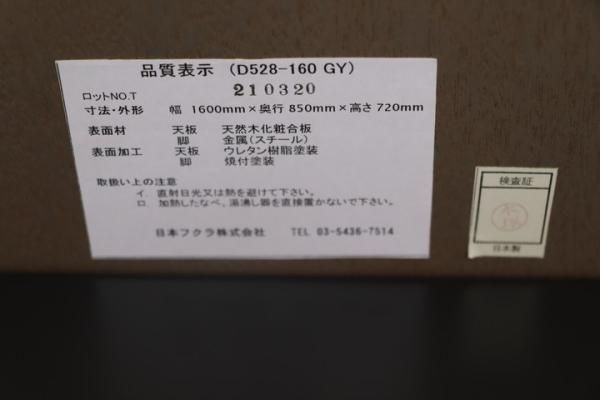 品質表示 (D528-160 GY)
ロットNO.T 210320
寸法・外形 幅 1600mm×奥行 850mm×高さ 720mm
表面材 天板 天然木化粧合板
脚 金属(スチール)
表面加工 天板 ウレタン樹脂塗装
脚 焼付塗装
取扱い上の注意
イ. 直射日光又は熱を避けて下さい。
ロ. 加熱したなべ、湯沸し器を直接置かないで下さい。
日本フクラ株式会社 TEL 03-5436-7514
検査証
日本製